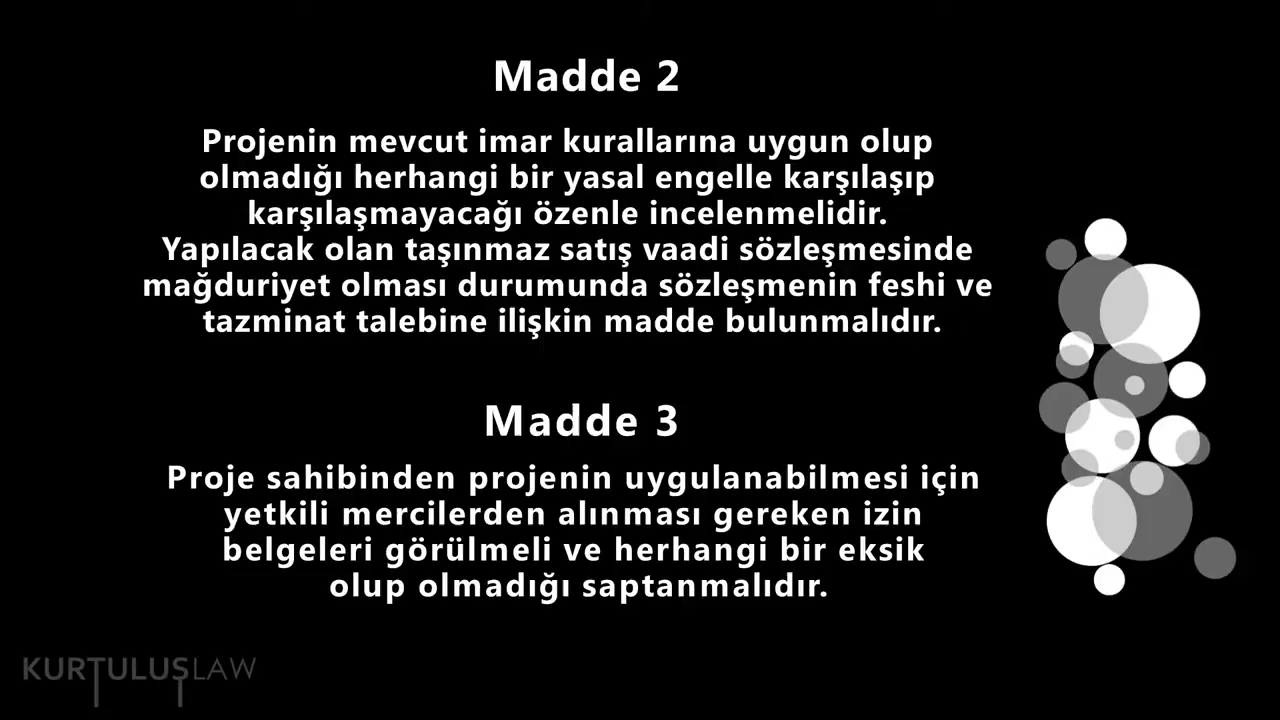 Madde 2
Projenin mevcut imar kurallarına uygun olup
olmadığı herhangi bir yasal engelle karşılaşıp
karşılaşmayacağı özenle incelenmelidir.
Yapılacak olan taşınmaz satış vaadi sözleşmesinde
mağduriyet olması durumunda sözleşmenin feshi ve
tazminat talebine ilişkin madde bulunmalıdır.
Madde 3
Proje sahibinden projenin uygulanabilmesi için
yetkili mercilerden alınması gereken izin
belgeleri görülmeli ve herhangi bir eksik
olup olmadığı saptanmalıdır.
KURTULUŞLAW